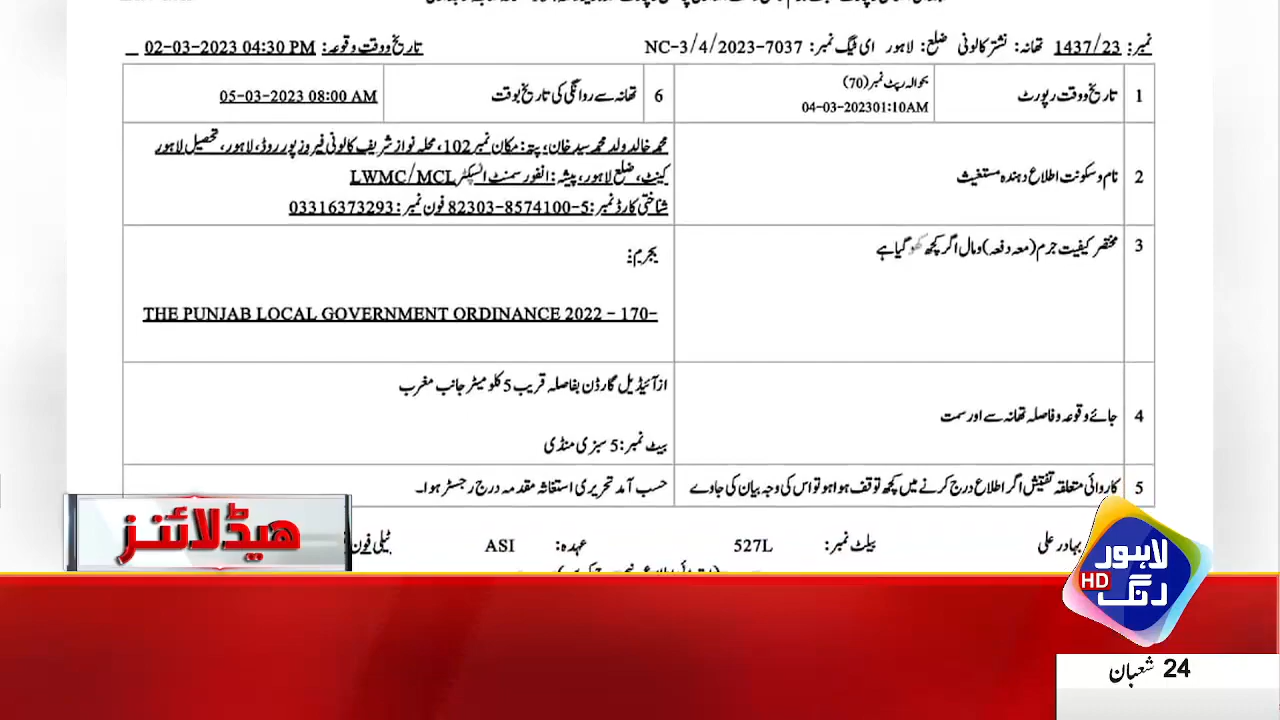 نمبر: 1437/23 تھانہ: نشتر کالونی ضلع: لاہور ای ٹیگ نمبر: NC-3/4/2023-7037 تاریخ ووقت وقوعہ: 02-03-2023 04:30 PM
1 تاریخ ووقت رپورٹ بحوالہ رپٹ نمبر(70)
04-03-202301:10AM
6 تھانہ سے روانگی کی تاریخ بوقت 05-03-2023 08:00 AM
2 نام وسکونت اطلاع دهنده مستغیث
محمد خالد ولد محمد سید خان، پتہ: مکان نمبر 102، محلہ نواز شریف کالونی فیروز پور روڈ، لاہور، تحصیل لاہور
کینٹ، ضلع لاہور، پیشہ: انفورسمنٹ انسپکٹر LWMC/MCL
شناختی کارڈ نمبر: 82303-8574100-5 فون نمبر: 03316373293
3 مختصر کیفیت جرم(معہ دفعہ) ومال اگر کچھ کھو گیا ہے
بجرم:
THE PUNJAB LOCAL GOVERNMENT ORDINANCE 2022 - 170-
4 جائے وقوعہ و فاصلہ تھانہ سے اور سمت
از آئیڈیل گارڈن بفاصلہ قریب 5 کلومیٹر جانب مغرب
بیٹ نمبر: 5 سبزی منڈی
5 کاروائی متعلقہ تفتیش اگر اطلاع درج کرنے میں کچھ توقف ہوا ہو تو اس کی وجہ بیان کی جاوے
حسب آمد تحریری استغاثہ مقدمہ درج رجسٹر ہوا۔
بہادر علی بیلٹ نمبر: 527L عہدہ: ASI ٹیلی فون
ہیڈلائنز
لاہور
رنگ
HD
24 شعبان